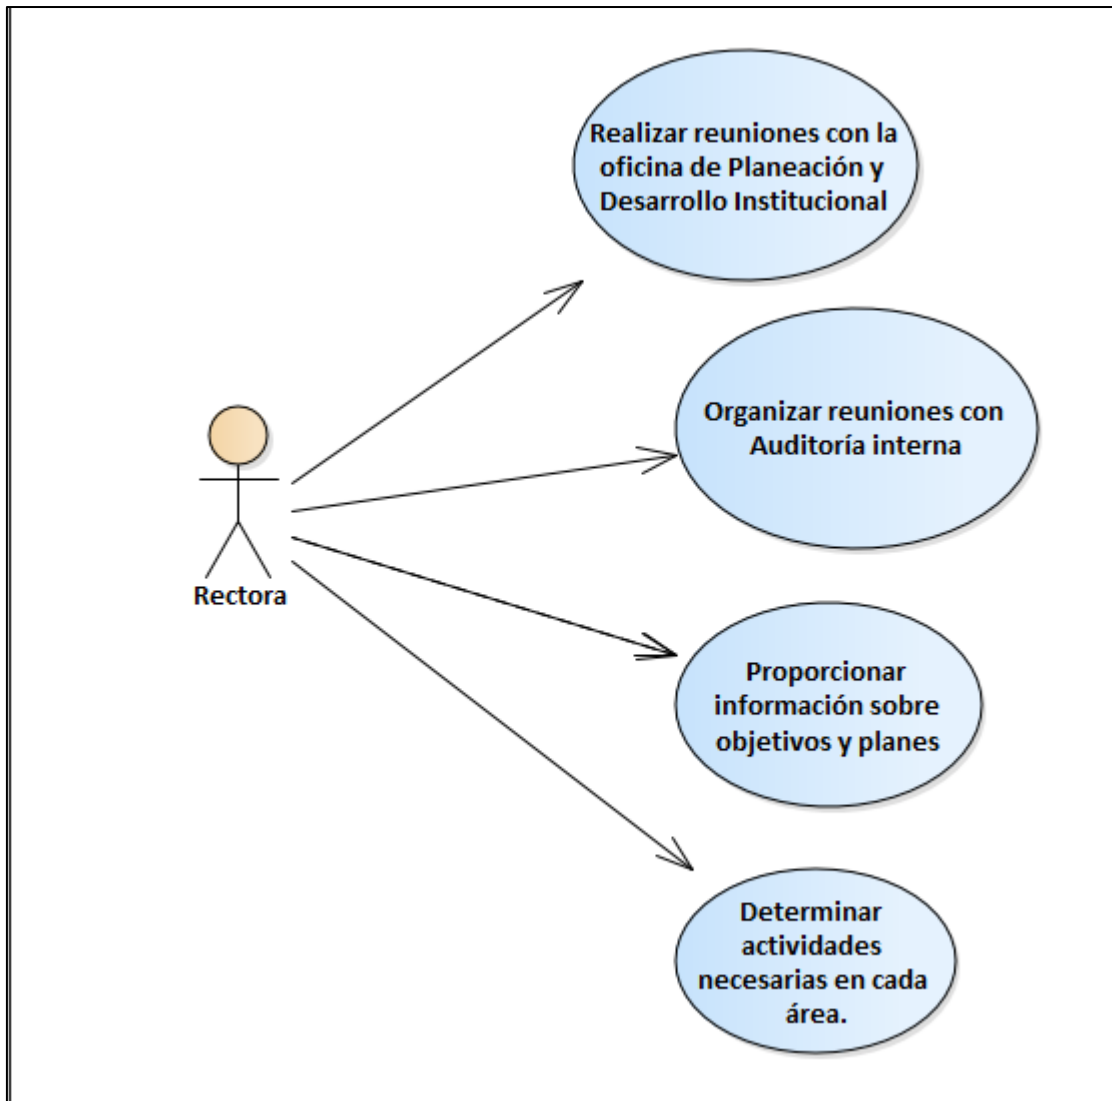 Realizar reuniones con la
oficina de Planeación y
Desarrollo Institucional
Organizar reuniones con
Auditoría interna
Rectora
Proporcionar
información sobre
objetivos y planes
Determinar
actividades
necesarias en cada
área.